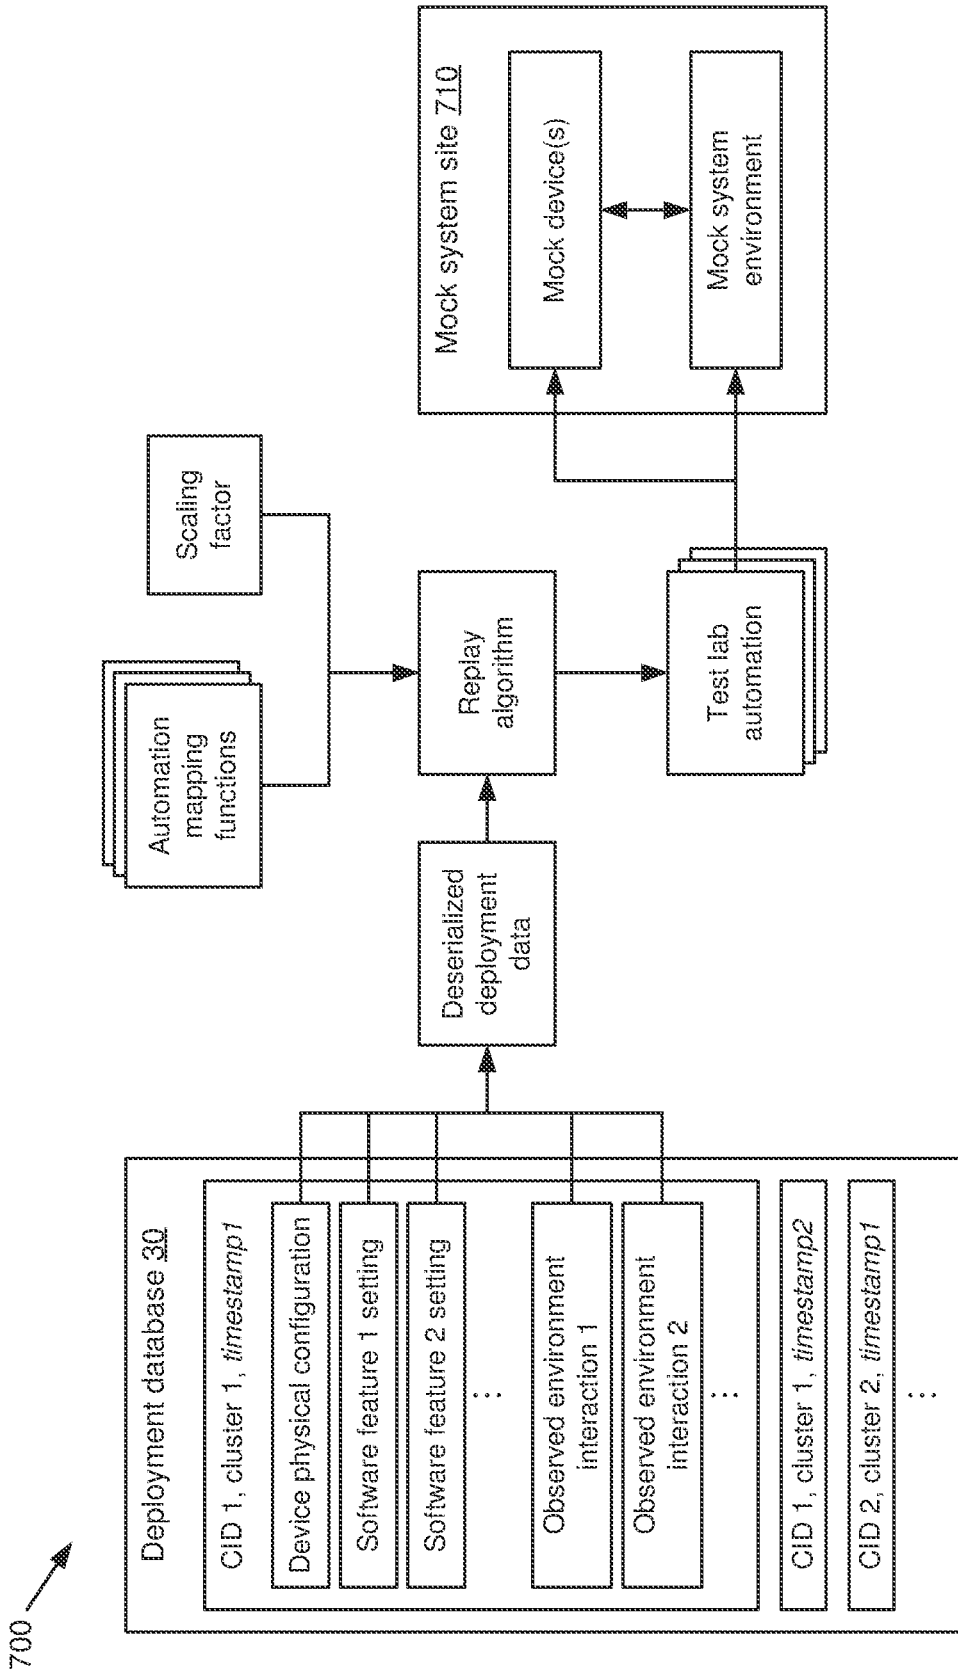 700
Deployment database 30
CID 1, cluster 1, timestamp1
Device physical configuration
Software feature 1 setting
Software feature 2 setting
...
Observed environment
interaction 1
Observed environment
interaction 2
...
CID 1, cluster 1, timestamp2
CID 2, cluster 2, timestamp1
...
Deserialized
deployment
data
Automation
mapping
functions
Scaling
factor
Replay
algorithm
Test lab
automation
Mock system site 710
Mock device(s)
Mock system
environment